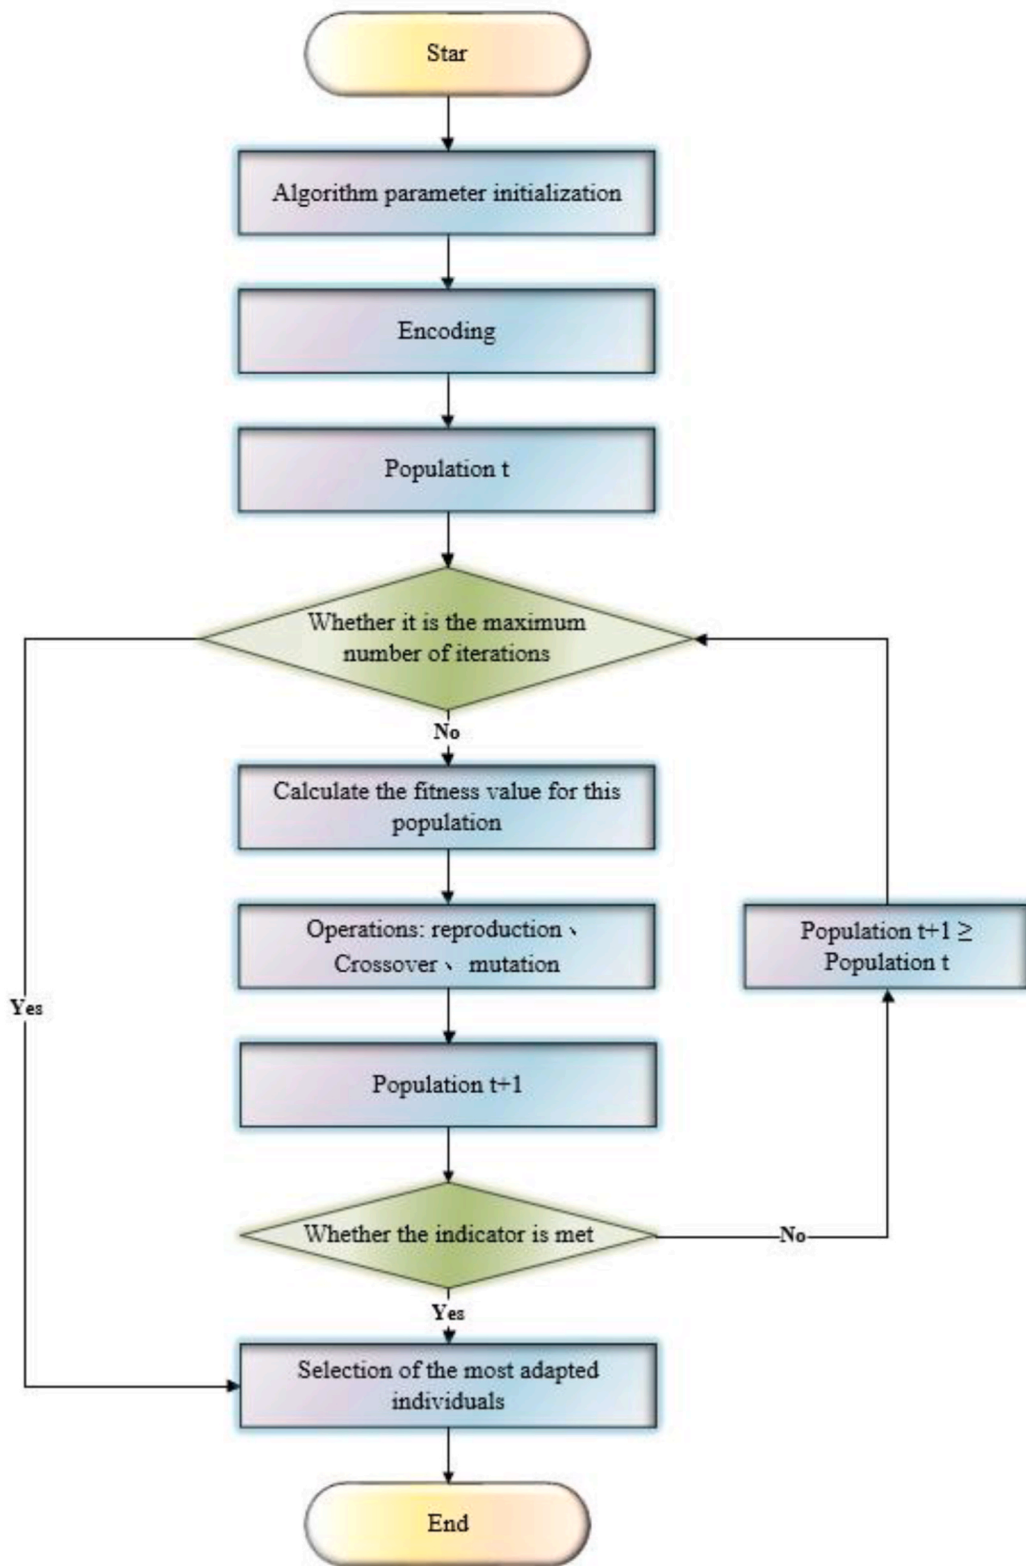 Star
Algorithm parameter initialization
Encoding
Population t
Whether it is the maximum
number of iterations
No
Calculate the fitness value for this
population
Operations: reproduction、
Crossover、 mutation
Population t+1 ≥
Population t
Yes
Population t+1
Whether the indicator is met
No
Yes
Selection of the most adapted
individuals
End